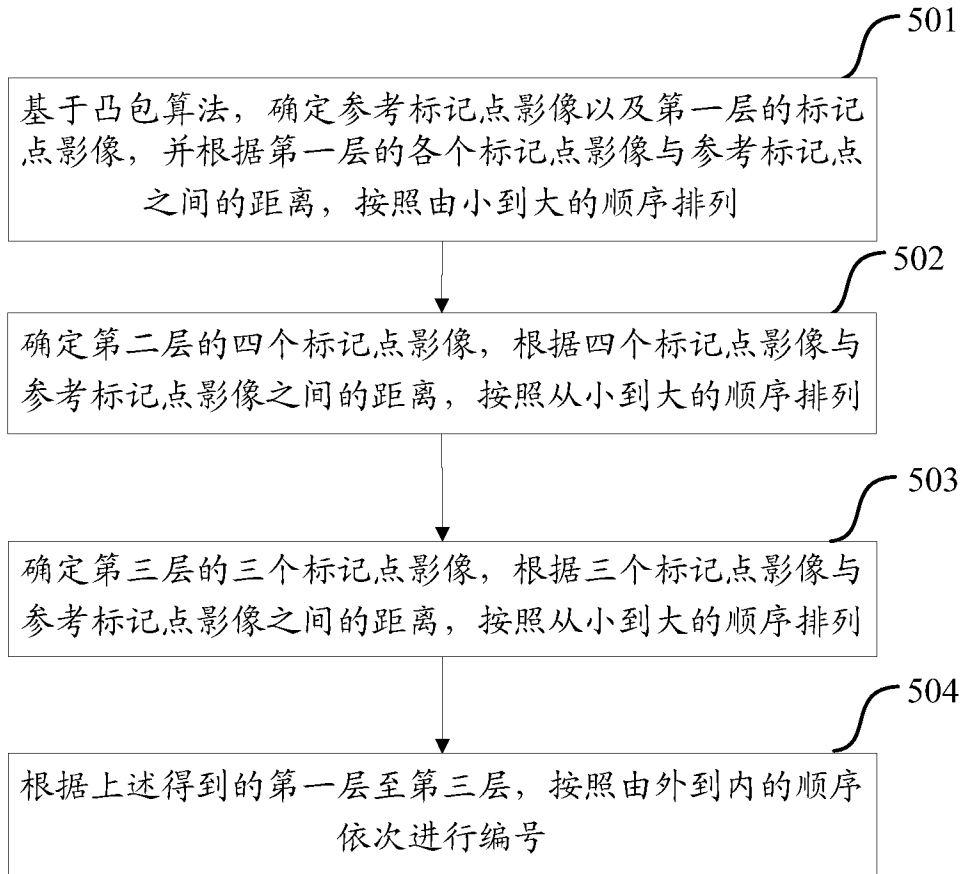 501
基于凸包算法，确定参考标记点影像以及第一层的标记
点影像，并根据第一层的各个标记点影像与参考标记点
之间的距离，按照由小到大的顺序排列
502
确定第二层的四个标记点影像，根据四个标记点影像与
参考标记点影像之间的距离，按照从小到大的顺序排列
503
确定第三层的三个标记点影像，根据三个标记点影像与
参考标记点影像之间的距离，按照从小到大的顺序排列
504
根据上述得到的第一层至第三层，按照由外到内的顺序
依次进行编号